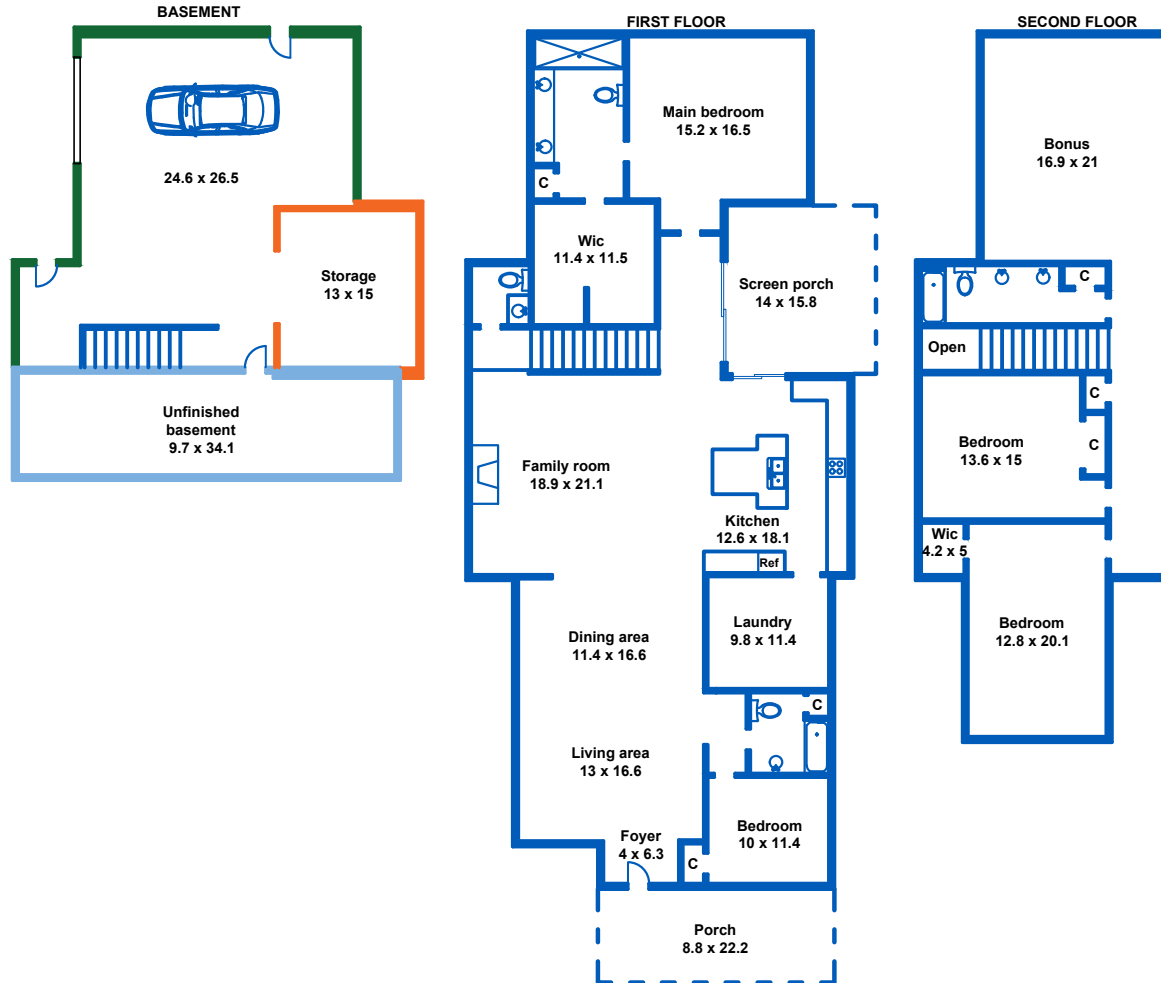 BASEMENT
24.6 x 26.5
Storage
13 x 15
Unfinished
basement
9.7 x 34.1
FIRST FLOOR
Main bedroom
15.2 x 16.5
C
Wic
11.4 x 11.5
Screen porch
14 x 15.8
Family room
18.9 x 21.1
Kitchen
12.6 x 18.1
Ref
Laundry
9.8 x 11.4
Dining area
11.4 x 16.6
C
Living area
13 x 16.6
Bedroom
10 x 11.4
Foyer
4 x 6.3
C
Porch
8.8 x 22.2
SECOND FLOOR
Bonus
16.9 x 21
C
Open
C
Bedroom
13.6 x 15
C
Wic
4.2 x 5
Bedroom
12.8 x 20.1